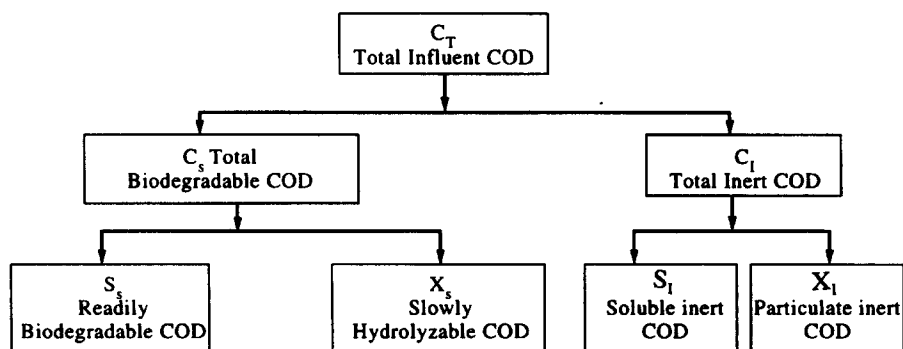 C_T
Total Influent COD
C_s Total
Biodegradable COD
C_I
Total Inert COD
S_s
Readily
Biodegradable COD
X_s
Slowly
Hydrolyzable COD
S_I
Soluble inert
COD
X_l
Particulate inert
COD